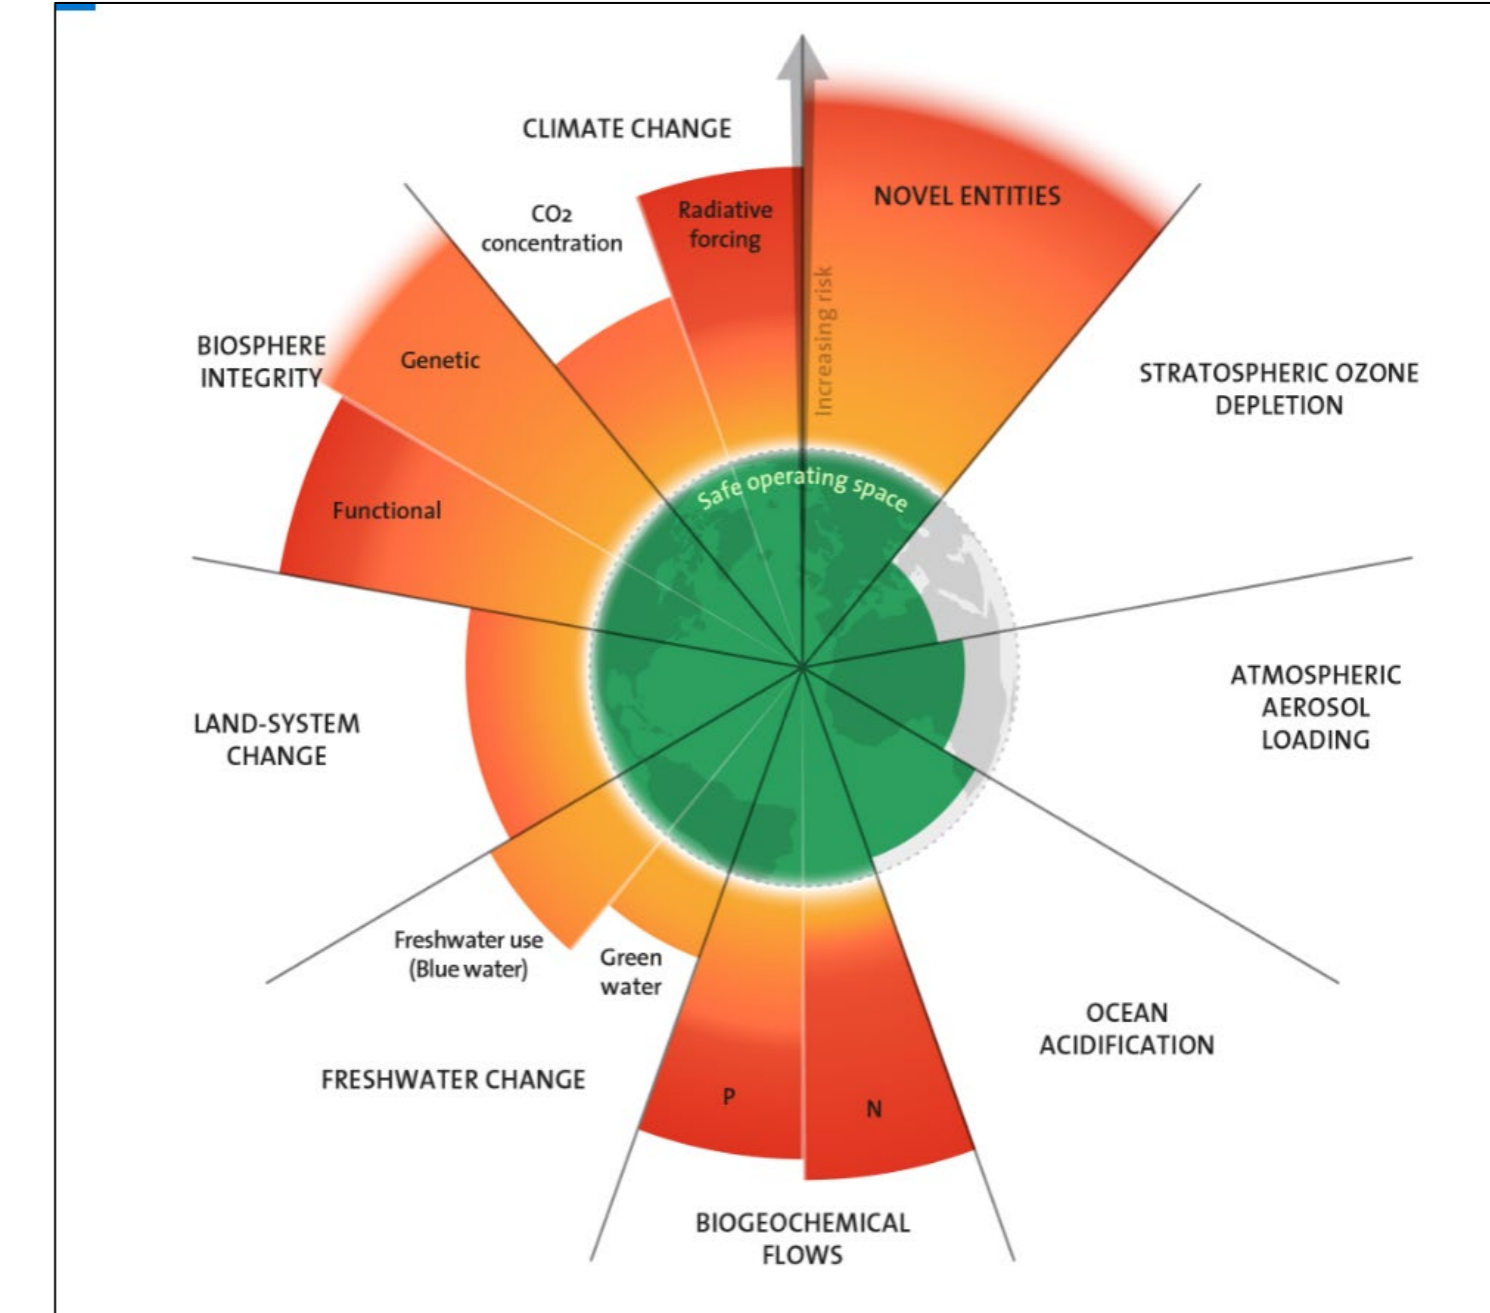 CLIMATE CHANGE
CO2
concentration
Radiative
forcing
NOVEL ENTITIES
Increasing risk
BIOSPHERE
INTEGRITY
Genetic
Functional
STRATOSPHERIC OZONE
DEPLETION
Safe operating space
ATMOSPHERIC
AEROSOL
LOADING
LAND-SYSTEM
CHANGE
Freshwater use
(Blue water)
Green
water
OCEAN
ACIDIFICATION
FRESHWATER CHANGE
P
N
BIOGEOCHEMICAL
FLOWS